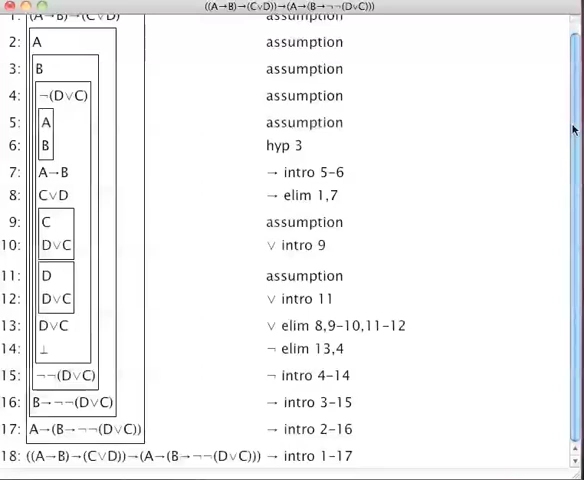 ((A→B)→(C∨D))→(A→(B→¬¬(D∨C)))
1: (A→B)→(C∨D) assumption
2: A assumption
3: B assumption
4: ¬(D∨C) assumption
5: A assumption
6: B hyp 3
7: A→B → intro 5-6
8: C∨D → elim 1,7
9: C assumption
10: D∨C ∨ intro 9
11: D assumption
12: D∨C ∨ intro 11
13: D∨C ∨ elim 8,9-10,11-12
14: ⊥ ¬ elim 13,4
15: ¬¬(D∨C) ¬ intro 4-14
16: B→¬¬(D∨C) → intro 3-15
17: A→(B→¬¬(D∨C)) → intro 2-16
18: ((A→B)→(C∨D))→(A→(B→¬¬(D∨C))) → intro 1-17